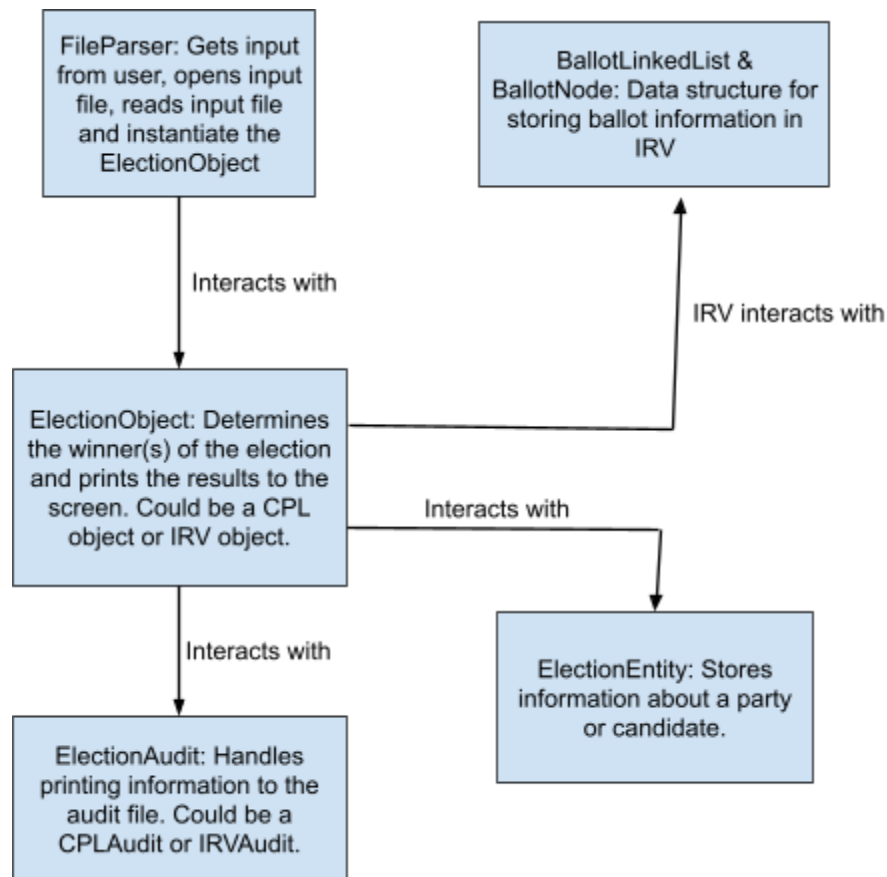 FileParser: Gets input
from user, opens input
file, reads input file
and instantiate the
ElectionObject
BallotLinkedList &
BallotNode: Data structure for
storing ballot information in
IRV
Interacts with
IRV interacts with
ElectionObject: Determines
the winner(s) of the election
and prints the results to the
screen. Could be a CPL
object or IRV object.
Interacts with
Interacts with
ElectionEntity: Stores
information about a party
or candidate.
ElectionAudit: Handles
printing information to the
audit file. Could be a
CPLAudit or IRVAudit.